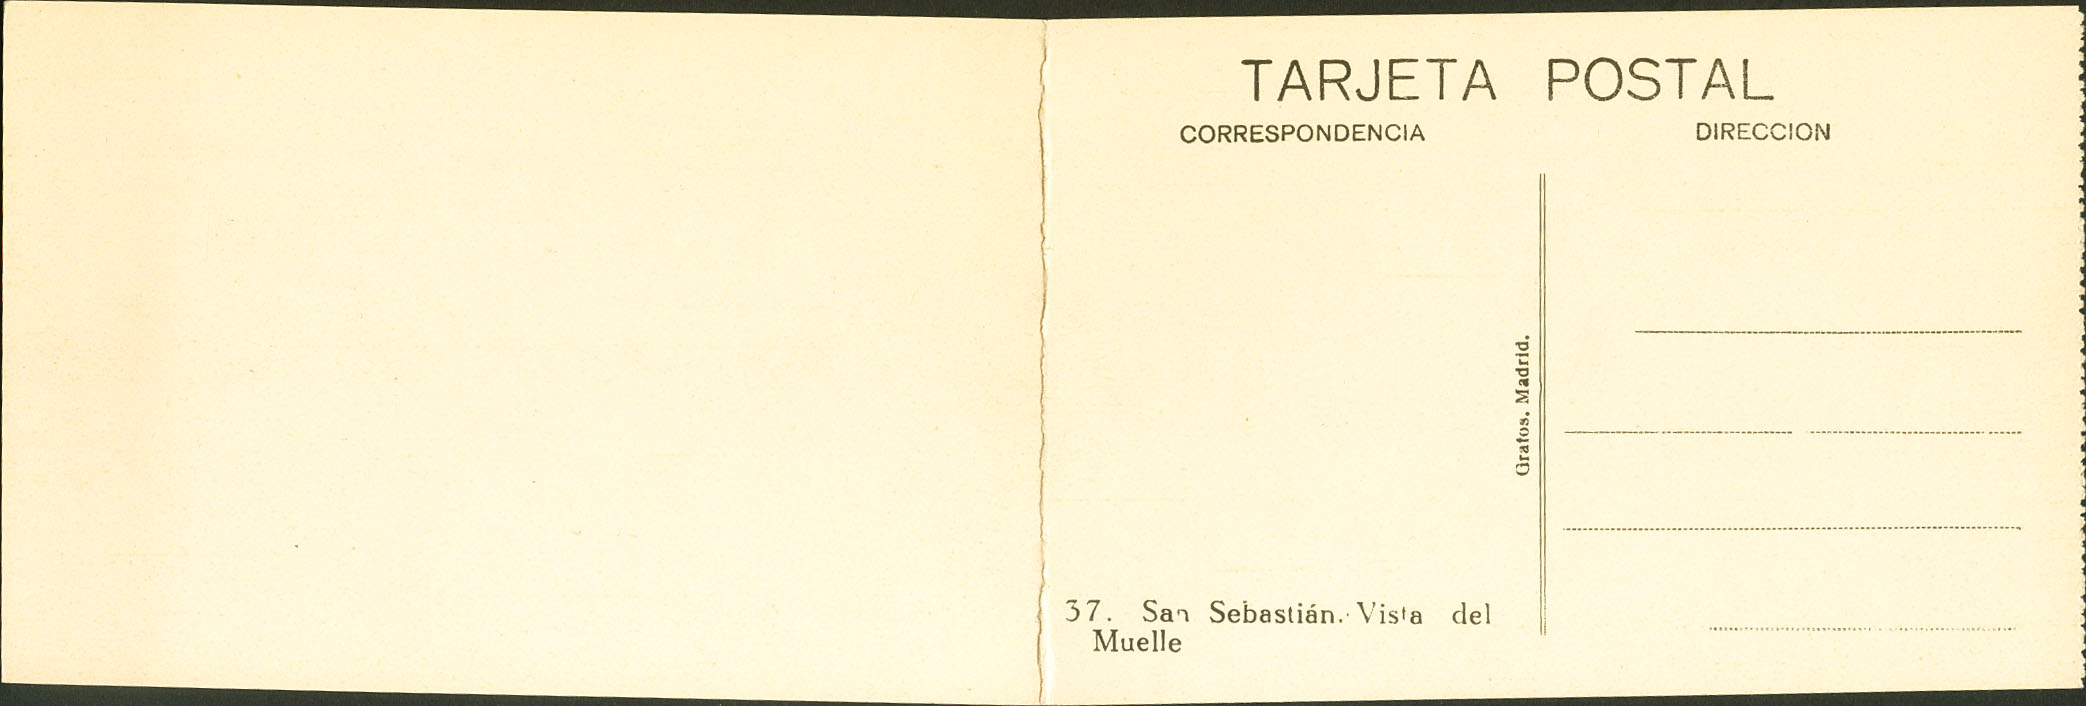 TARJETA POSTAL
CORRESPONDENCIA
DIRECCION
Grafos. Madrid.
37. San Sebastián. Vista del
Muelle